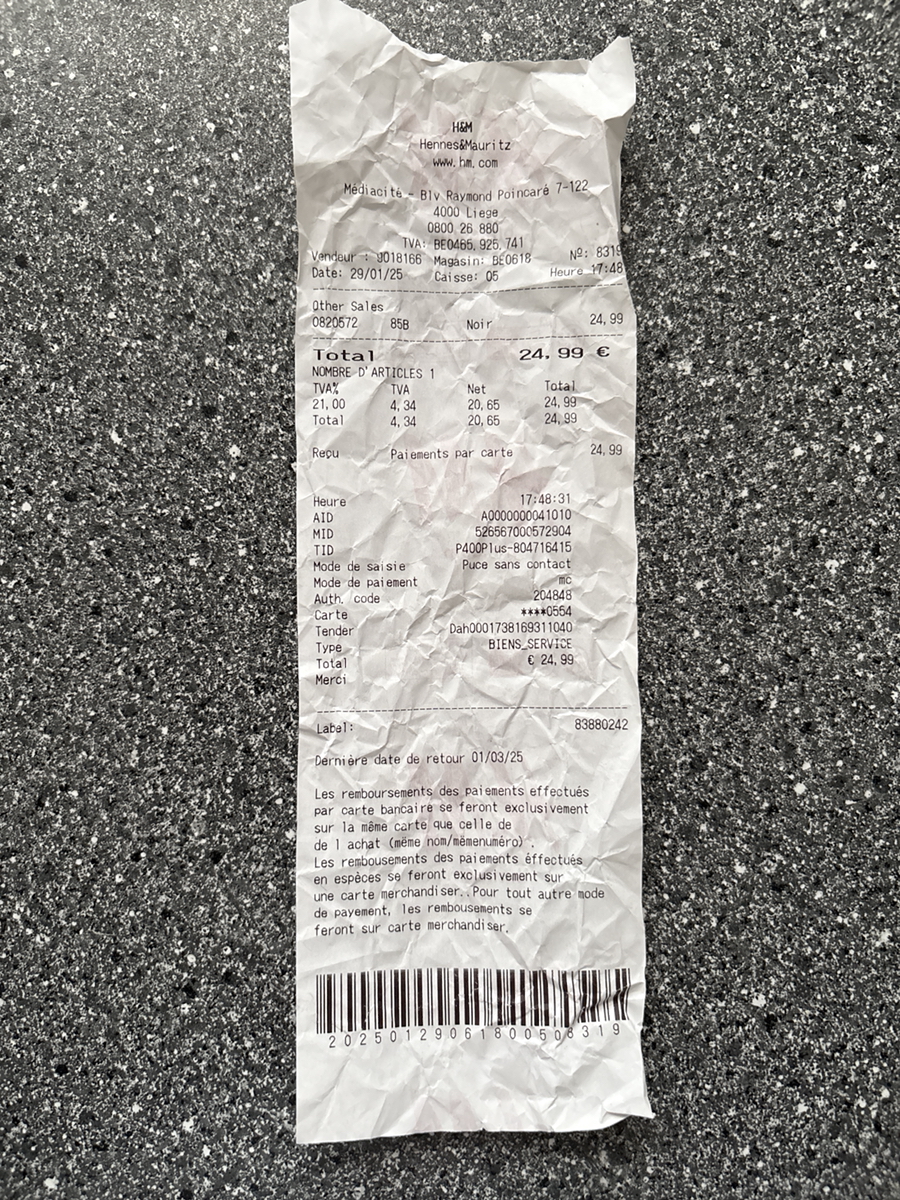 H&M
Hennes&Mauritz
www.hm.com
Médiacité - Blv Raymond Poincaré 7-122
4000 Liege
0800 26 880
TVA: BE0465.925.741
Vendeur : 9018166 Magasin: BE0618 Nº: 8319
Date: 29/01/25 Caisse: 05 Heure 17:48
Other Sales
0820572 85B Noir 24,99
Total 24,99 €
NOMBRE D'ARTICLES 1
TVA% TVA Net Total
21,00 4,34 20,65 24,99
Total 4,34 20,65 24,99
Reçu Paiements par carte 24,99
Heure 17:48:31
AID A0000000041010
MID 526567000572904
TID P400Plus-804716415
Mode de saisie Puce sans contact
Mode de paiement mc
Auth. code 204848
Carte ****0554
Tender Dah0001738169311040
Type BIENS_SERVICE
Total € 24,99
Merci
Label: 83880242
Dernière date de retour 01/03/25
Les remboursements des paiements effectués
par carte bancaire se feront exclusivement
sur la même carte que celle de
de l achat (même nom/mêmenuméro) .
Les rembousements des paiements éffectués
en espèces se feront exclusivement sur
une carte merchandiser..Pour tout autre mode
de payement, les rembousements se
feront sur carte merchandiser.
20250129061800508319